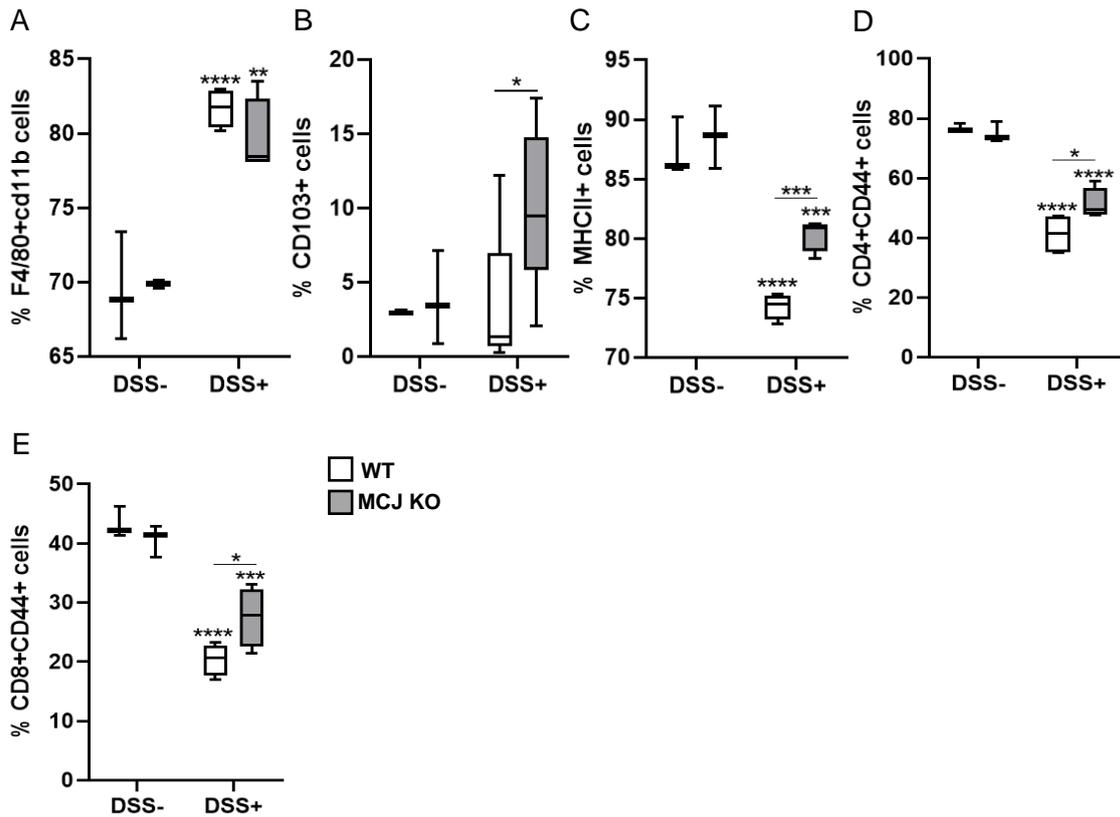 A
% F4/80+cd11b cells
85
80
75
70
65
**** **
DSS- DSS+
B
% CD103+ cells
20
15
10
5
0
*
DSS- DSS+
C
% MHCII+ cells
95
90
85
80
75
70
***
***
****
DSS- DSS+
D
% CD4+CD44+ cells
100
80
60
40
20
0
*
****
****
DSS- DSS+
E
% CD8+CD44+ cells
50
40
30
20
10
0
*
***
****
DSS- DSS+
WT
MCJ KO